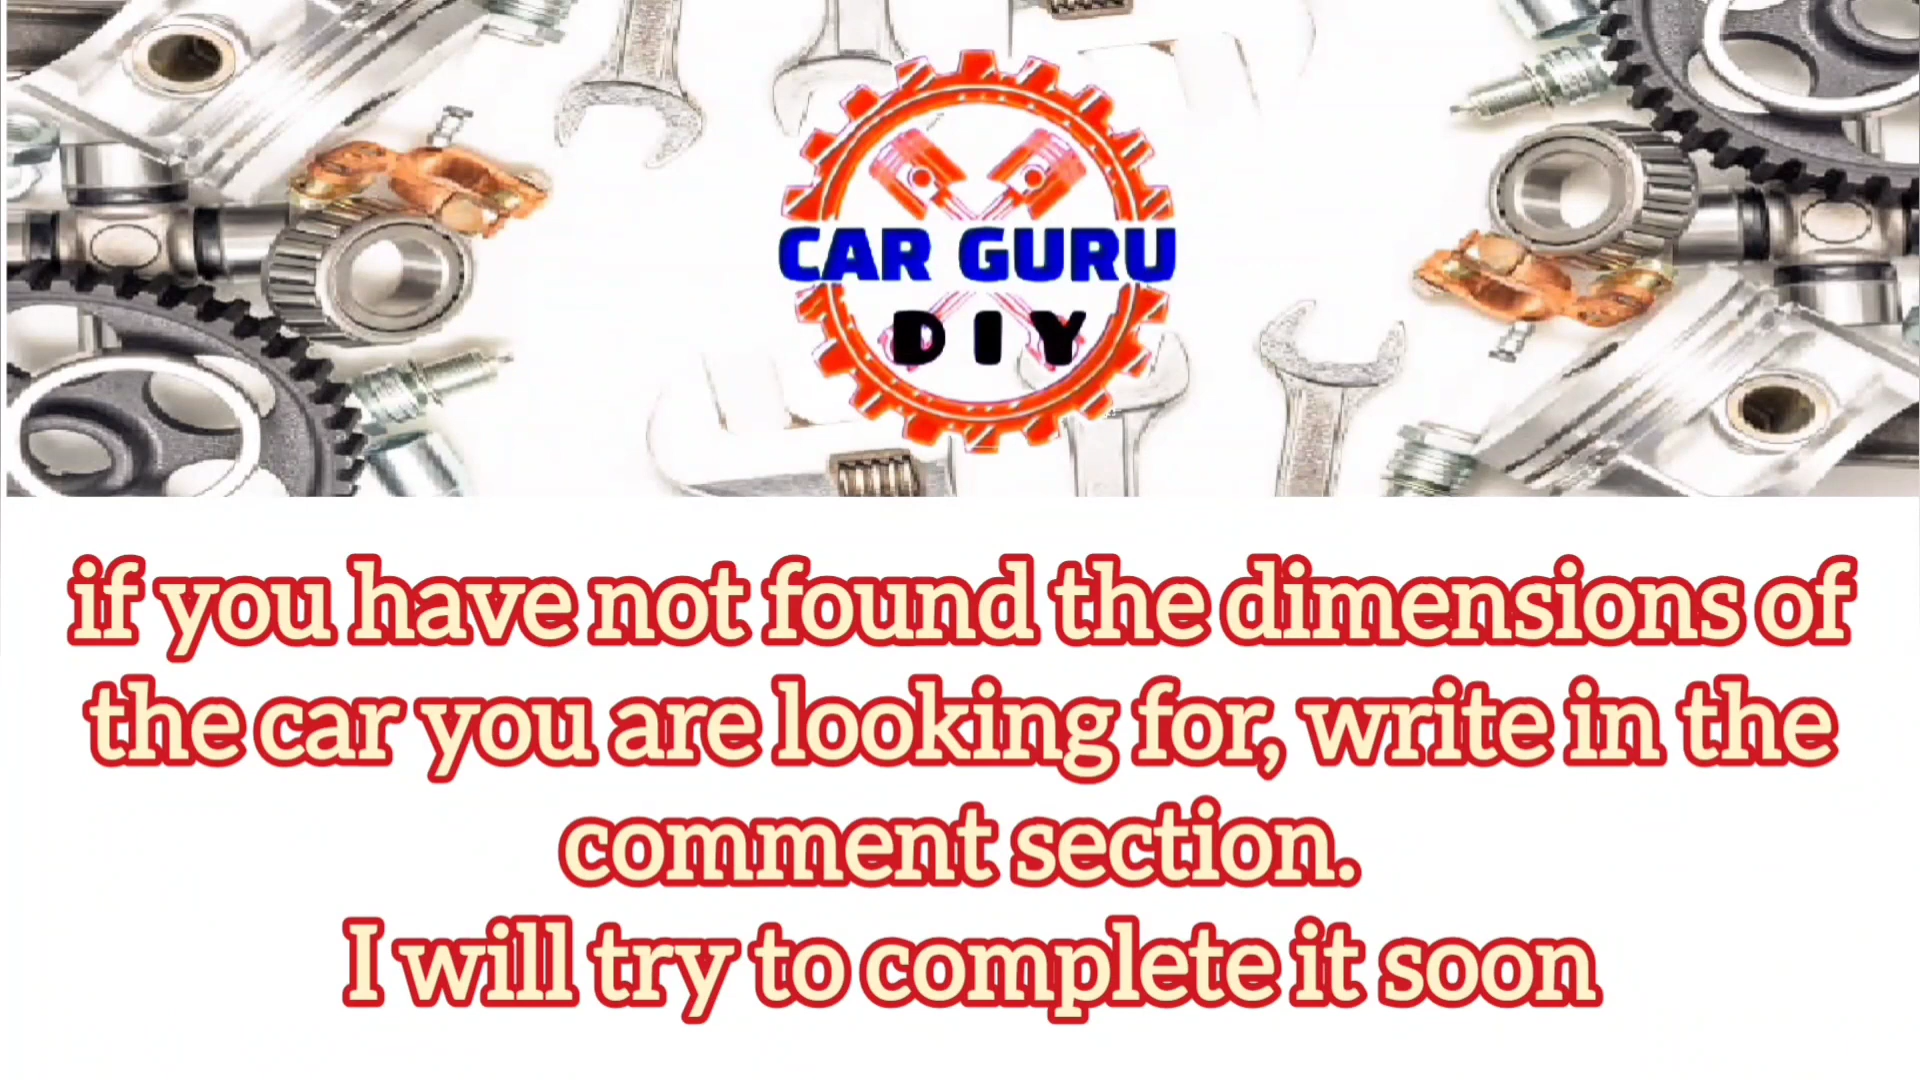 CAR GURU
DIY
if you have not found the dimensions of
the car you are looking for, write in the
comment section.
I will try to complete it soon